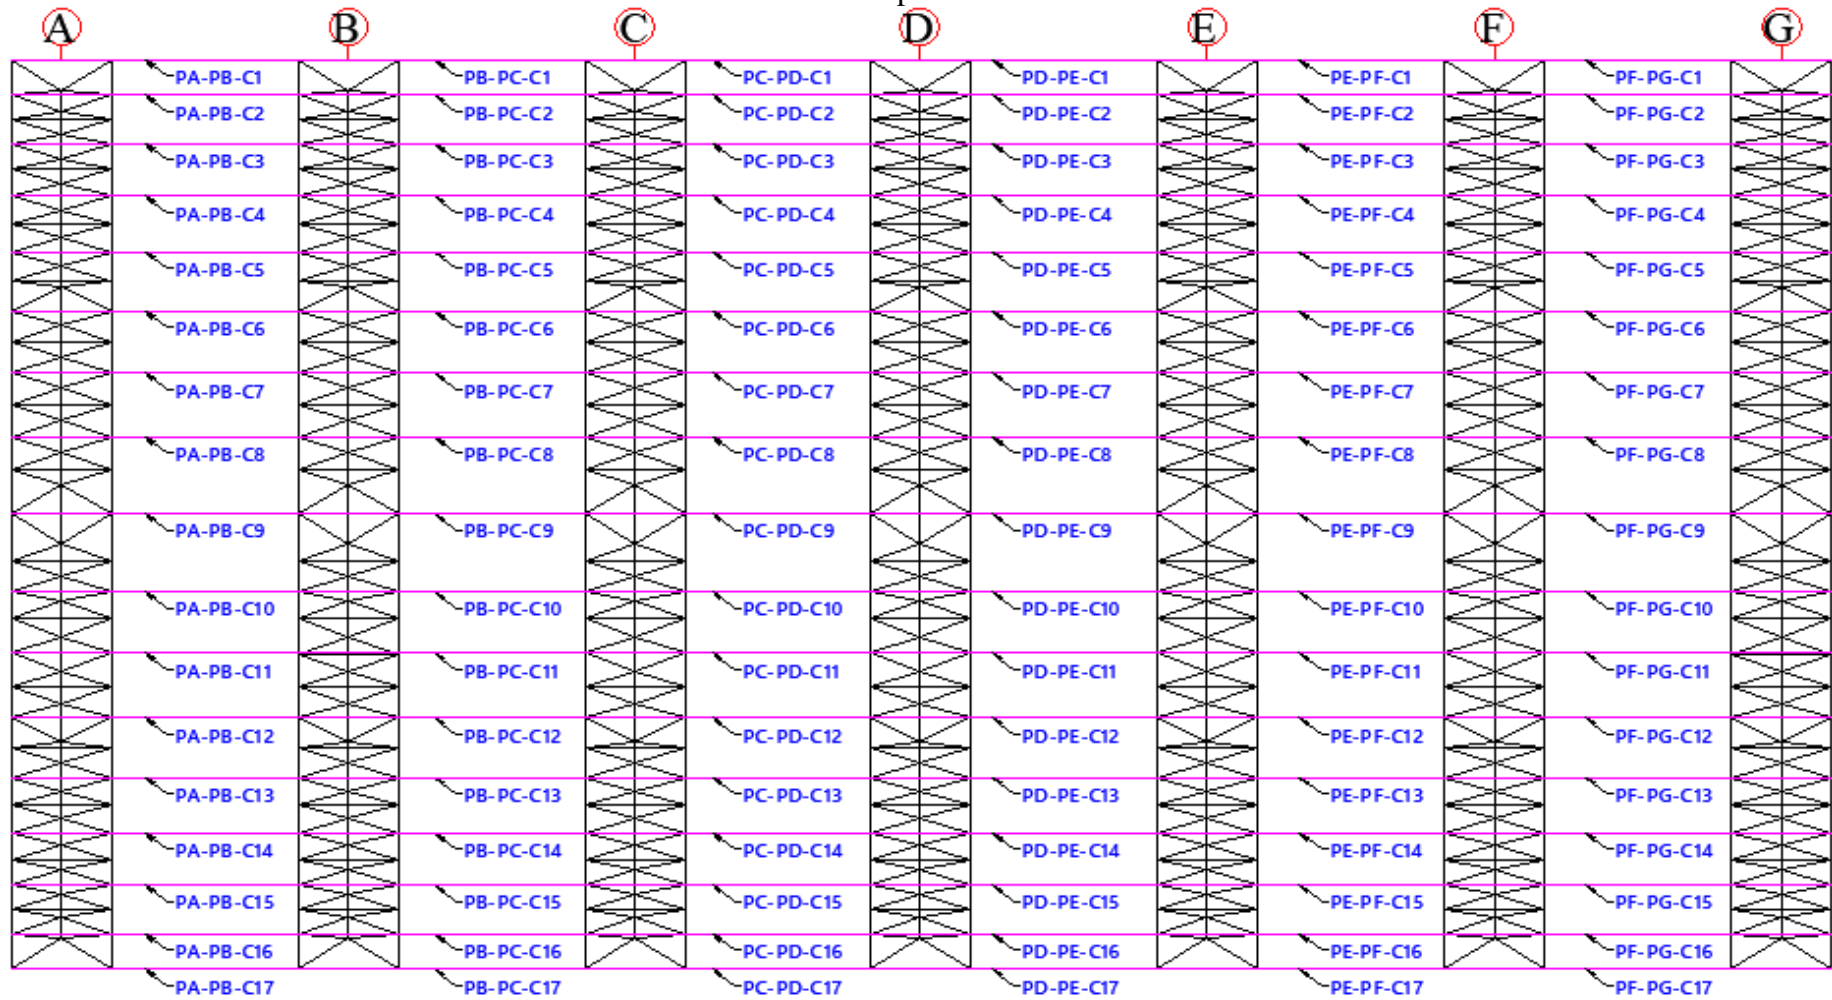 A B C D E F G
PA-PB-C1 PB-PC-C1 PC-PD-C1 PD-PE-C1 PE-PF-C1 PF-PG-C1
PA-PB-C2 PB-PC-C2 PC-PD-C2 PD-PE-C2 PE-PF-C2 PF-PG-C2
PA-PB-C3 PB-PC-C3 PC-PD-C3 PD-PE-C3 PE-PF-C3 PF-PG-C3
PA-PB-C4 PB-PC-C4 PC-PD-C4 PD-PE-C4 PE-PF-C4 PF-PG-C4
PA-PB-C5 PB-PC-C5 PC-PD-C5 PD-PE-C5 PE-PF-C5 PF-PG-C5
PA-PB-C6 PB-PC-C6 PC-PD-C6 PD-PE-C6 PE-PF-C6 PF-PG-C6
PA-PB-C7 PB-PC-C7 PC-PD-C7 PD-PE-C7 PE-PF-C7 PF-PG-C7
PA-PB-C8 PB-PC-C8 PC-PD-C8 PD-PE-C8 PE-PF-C8 PF-PG-C8
PA-PB-C9 PB-PC-C9 PC-PD-C9 PD-PE-C9 PE-PF-C9 PF-PG-C9
PA-PB-C10 PB-PC-C10 PC-PD-C10 PD-PE-C10 PE-PF-C10 PF-PG-C10
PA-PB-C11 PB-PC-C11 PC-PD-C11 PD-PE-C11 PE-PF-C11 PF-PG-C11
PA-PB-C12 PB-PC-C12 PC-PD-C12 PD-PE-C12 PE-PF-C12 PF-PG-C12
PA-PB-C13 PB-PC-C13 PC-PD-C13 PD-PE-C13 PE-PF-C13 PF-PG-C13
PA-PB-C14 PB-PC-C14 PC-PD-C14 PD-PE-C14 PE-PF-C14 PF-PG-C14
PA-PB-C15 PB-PC-C15 PC-PD-C15 PD-PE-C15 PE-PF-C15 PF-PG-C15
PA-PB-C16 PB-PC-C16 PC-PD-C16 PD-PE-C16 PE-PF-C16 PF-PG-C16
PA-PB-C17 PB-PC-C17 PC-PD-C17 PD-PE-C17 PE-PF-C17 PF-PG-C17